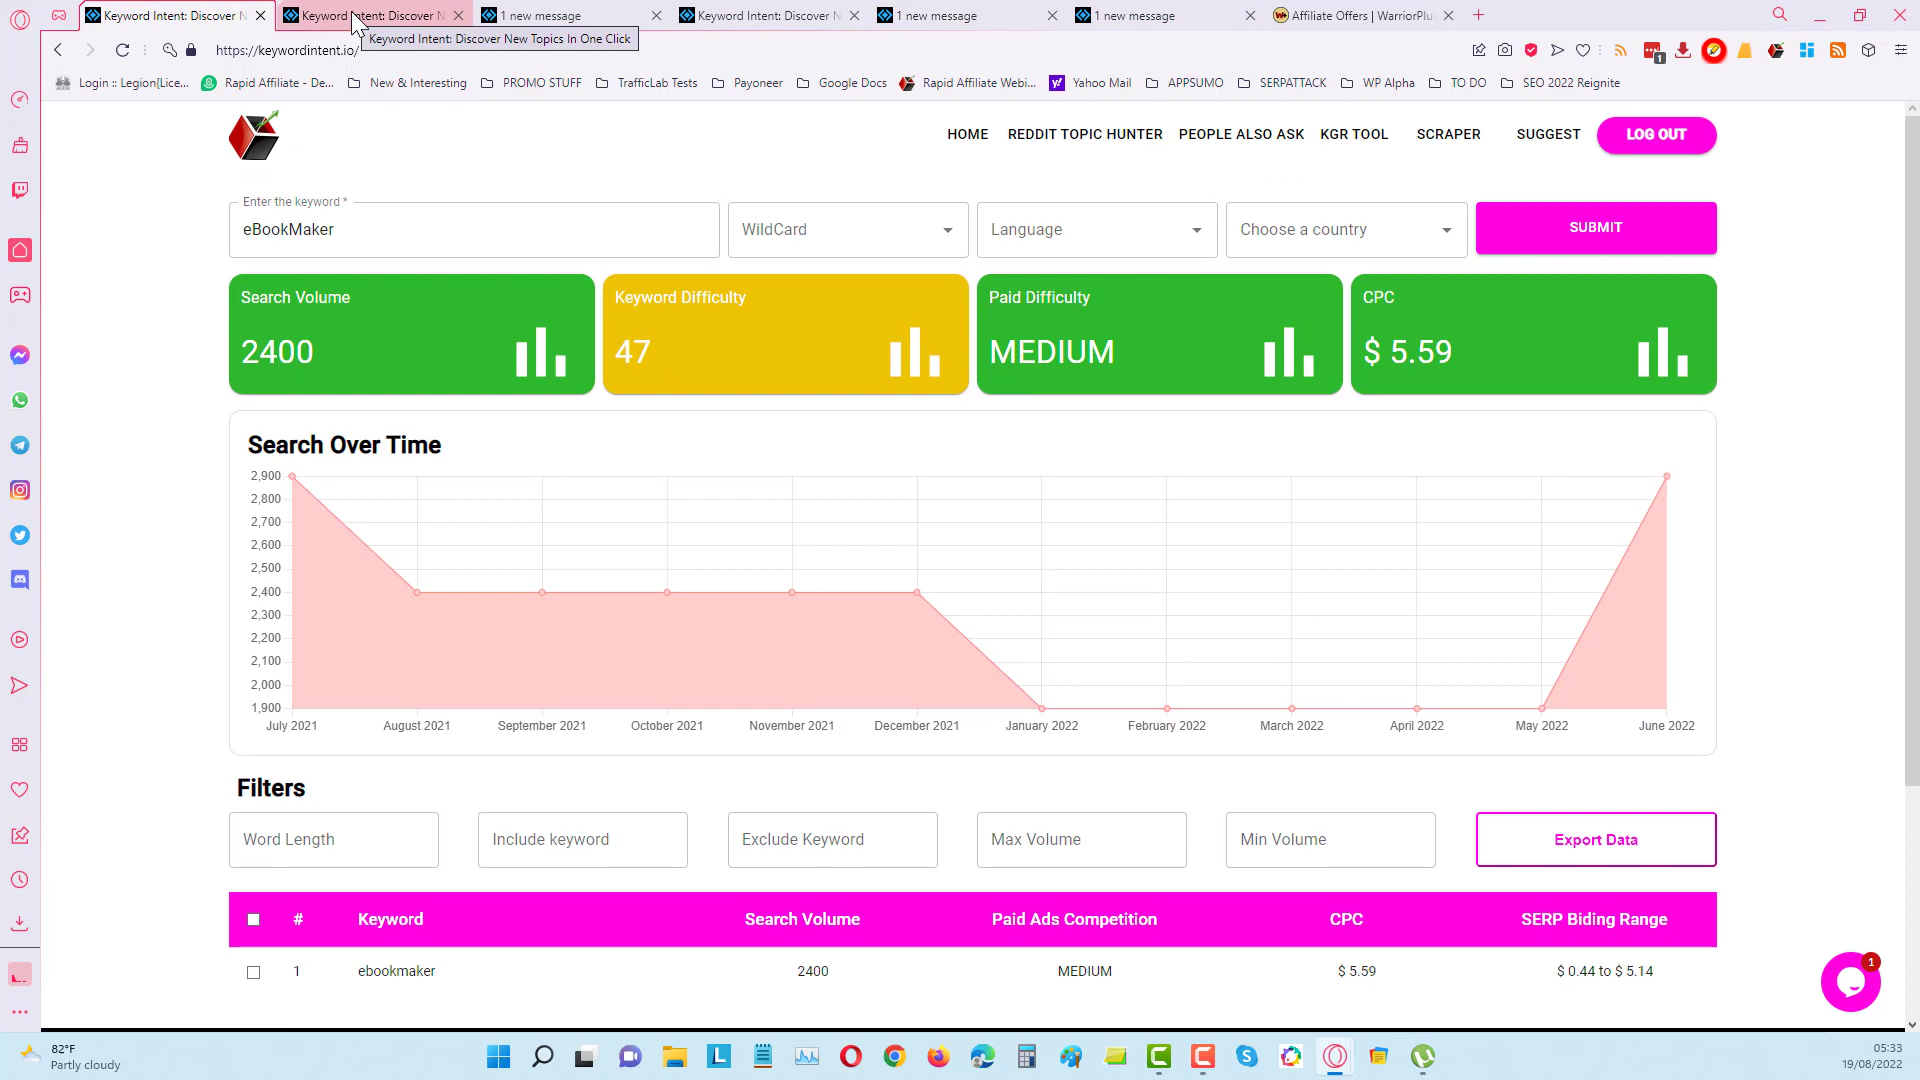 Keyword Intent: Discover N
Keyword Intent: Discover N
1 new message
Keyword Intent: Discover N
1 new message
1 new message
Affiliate Offers | WarriorPlus
https://keywordintent.io/
Keyword Intent: Discover New Topics In One Click
1
Login :: Legion{Lice...
Rapid Affiliate - De...
New & Interesting
PROMO STUFF
TrafficLab Tests
Payoneer
Google Docs
Rapid Affiliate Webi...
Yahoo Mail
APPSUMO
SERPATTACK
WP Alpha
TO DO
SEO 2022 Reignite
HOME
REDDIT TOPIC HUNTER
PEOPLE ALSO ASK
KGR TOOL
SCRAPER
SUGGEST
LOG OUT
Enter the keyword *
eBookMaker
WildCard
Language
Choose a country
SUBMIT
Search Volume
2400
Keyword Difficulty
47
Paid Difficulty
MEDIUM
CPC
$ 5.59
Search Over Time
2,900
2,800
2,700
2,600
2,500
2,400
2,300
2,200
2,100
2,000
1,900
July 2021
August 2021
September 2021
October 2021
November 2021
December 2021
January 2022
February 2022
March 2022
April 2022
May 2022
June 2022
Filters
Word Length
Include keyword
Exclude Keyword
Max Volume
Min Volume
Export Data
#
Keyword
Search Volume
Paid Ads Competition
CPC
SERP Biding Range
1
ebookmaker
2400
MEDIUM
$ 5.59
$ 0.44 to $ 5.14
1
82°F
Partly cloudy
05:33
19/08/2022